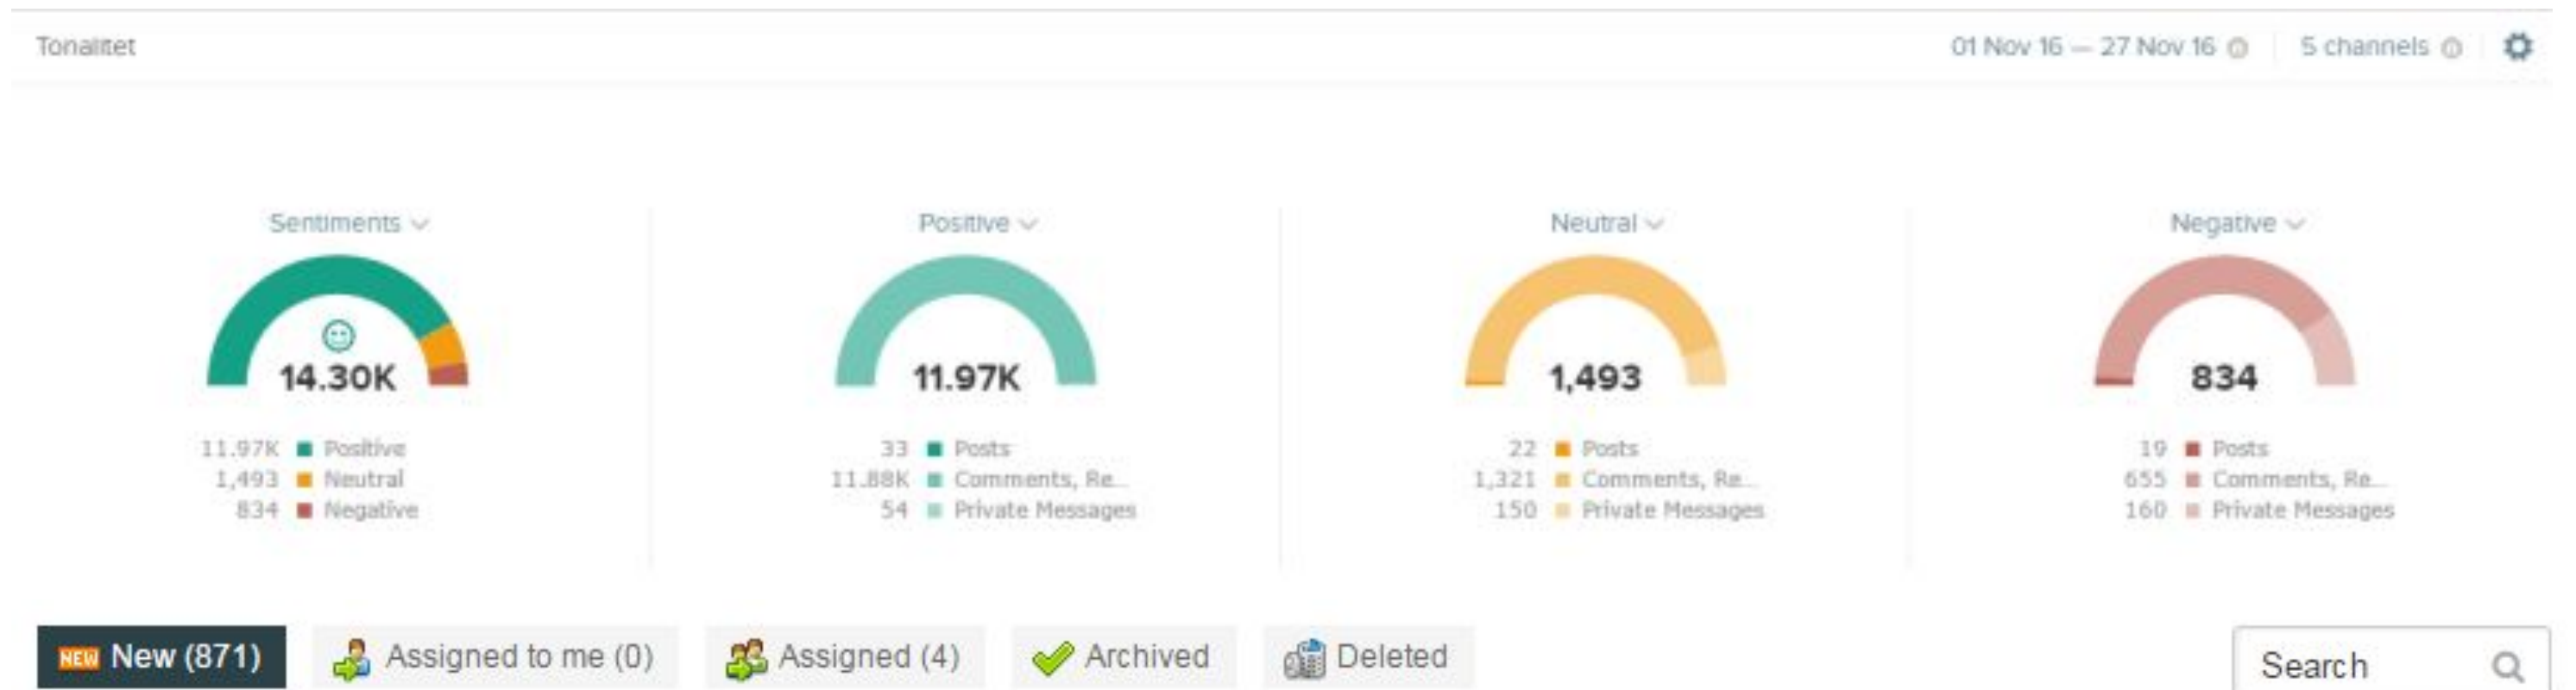 Tonalitet
01 Nov 16 — 27 Nov 16 5 channels
Sentiments
14.30K
11.97K Positive
1,493 Neutral
834 Negative
Positive
11.97K
33 Posts
11.88K Comments, Re...
54 Private Messages
Neutral
1,493
22 Posts
1,321 Comments, Re...
150 Private Messages
Negative
834
19 Posts
655 Comments, Re...
160 Private Messages
NEW New (871) Assigned to me (0) Assigned (4) Archived Deleted Search